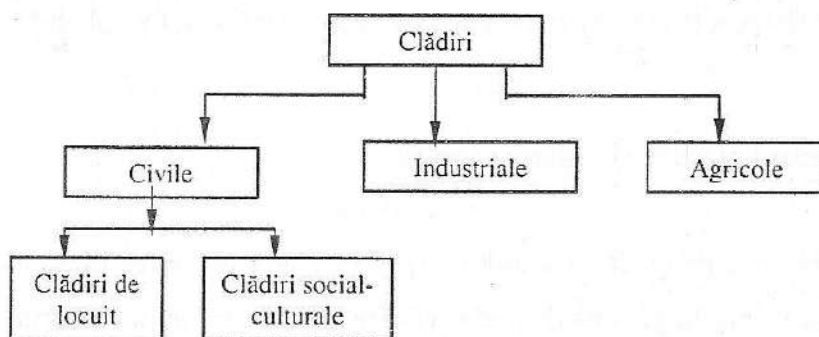 Clădiri
Civile
Industriale
Agricole
Clădiri de
locuit
Clădiri social-
culturale